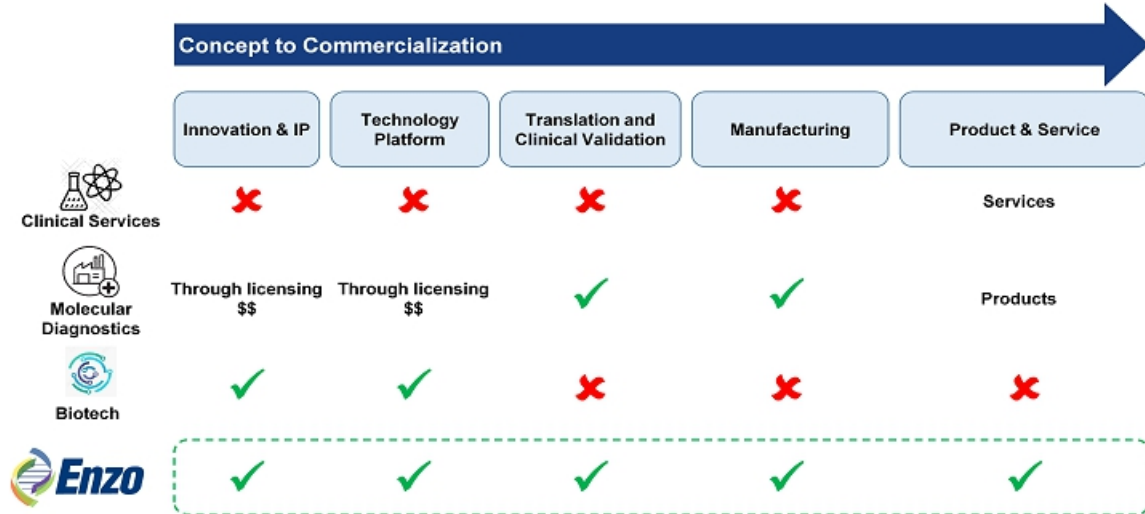 Concept to Commercialization
Innovation & IP
Technology
Platform
Translation and
Clinical Validation
Manufacturing
Product & Service
Clinical Services
Services
Molecular
Diagnostics
Through licensing
$$
Through licensing
$$
Products
Biotech
Enzo